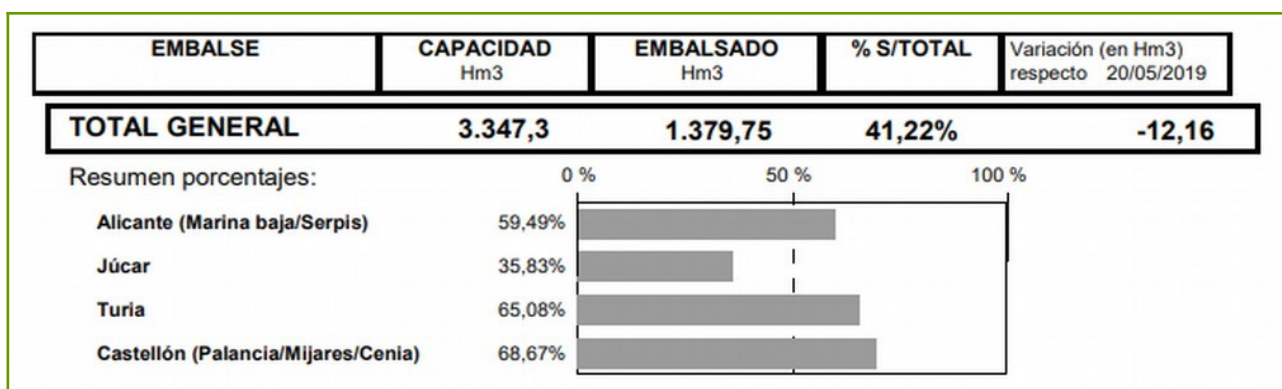 EMBALSE CAPACIDAD Hm3 EMBALSADO Hm3 % S/TOTAL Variación (en Hm3) respecto 20/05/2019
TOTAL GENERAL 3.347,3 1.379,75 41,22% -12,16
Resumen porcentajes: 0 % 50 % 100 %
Alicante (Marina baja/Serpis) 59,49%
Júcar 35,83%
Turia 65,08%
Castellón (Palancia/Mijares/Cenia) 68,67%